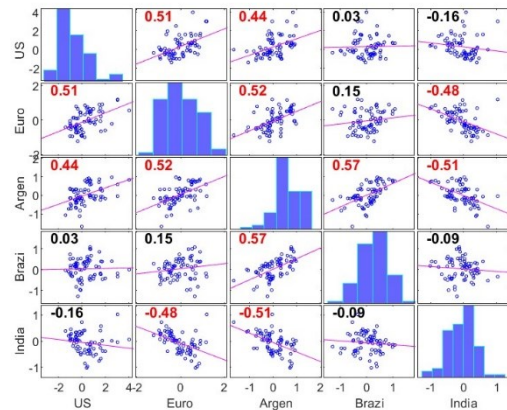 4 0.51 0.44 0.03 -0.16
US 2
0
2 0.51 0.52 0.15 -0.48
Euro 0
-2
2 0.44 0.52 0.57 -0.51
Argen 1
0
-1
1 0.03 0.15 0.57 -0.09
Brazi 0
-1
1 -0.16 -0.48 -0.51 -0.09
India 0
-1
-2 0 2 4 -2 0 2 -1 0 1 2 -1 0 1 -1 0 1
US Euro Argen Brazi India